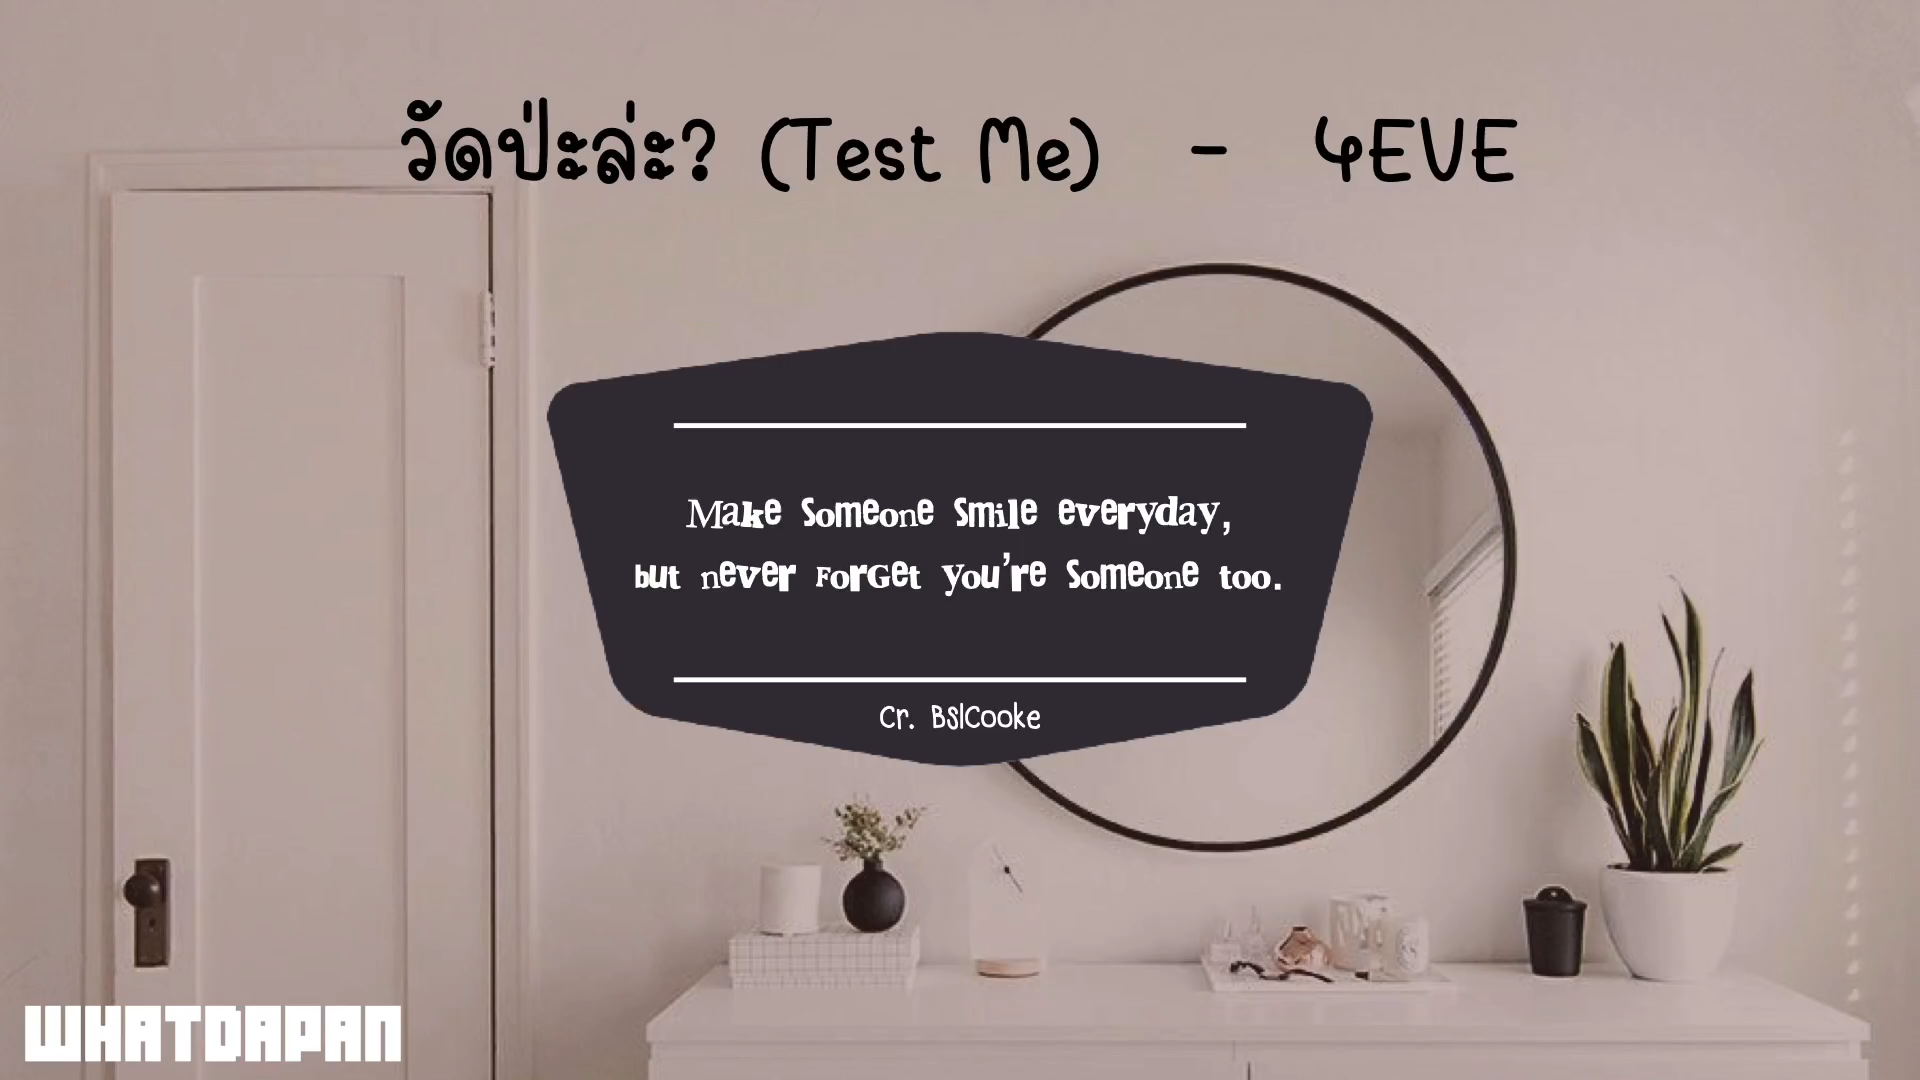 วัดป่ะล่ะ? (Test Me) - 4EVE
Make Someone Smile everyday,
but never Forget you're Someone too.
Cr. BslCooke
WHATDAPAN